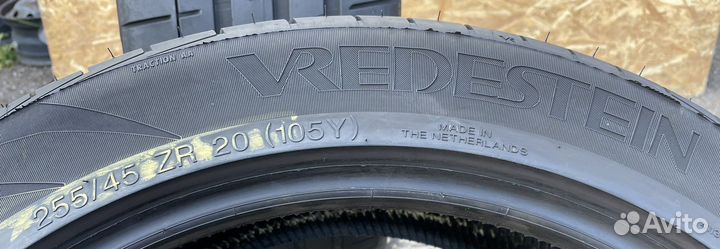 TRACTION AA
VREDESTEIN
255/45 ZR 20 (105Y)
MADE IN
THE NETHERLANDS
Avito